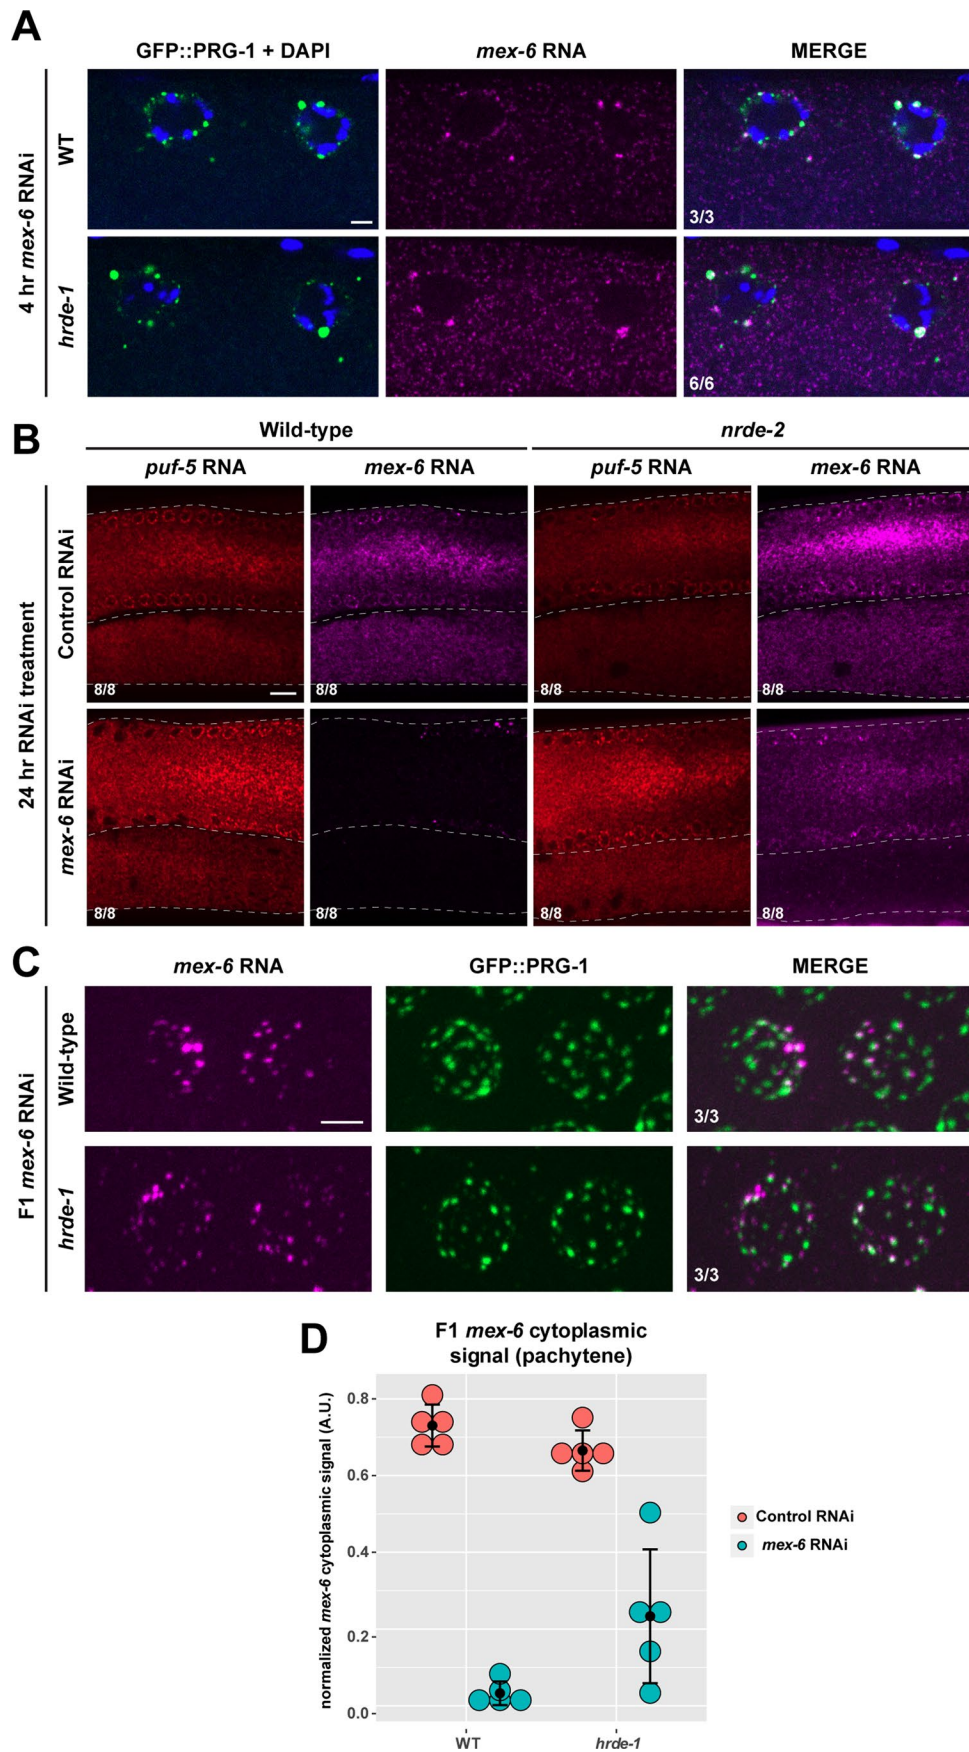 A
GFP::PRG-1 + DAPI
mex-6 RNA
MERGE
4 hr mex-6 RNAi
WT
3/3
hrde-1
6/6
B
Wild-type
nrde-2
puf-5 RNA
mex-6 RNA
puf-5 RNA
mex-6 RNA
24 hr RNAi treatment
Control RNAi
8/8
8/8
8/8
8/8
mex-6 RNAi
8/8
8/8
8/8
8/8
C
mex-6 RNA
GFP::PRG-1
MERGE
F1 mex-6 RNAi
Wild-type
3/3
hrde-1
3/3
D
F1 mex-6 cytoplasmic
signal (pachytene)
normalized mex-6 cytoplasmic signal (A.U.)
0.8
0.6
0.4
0.2
0.0
WT
hrde-1
Control RNAi
mex-6 RNAi